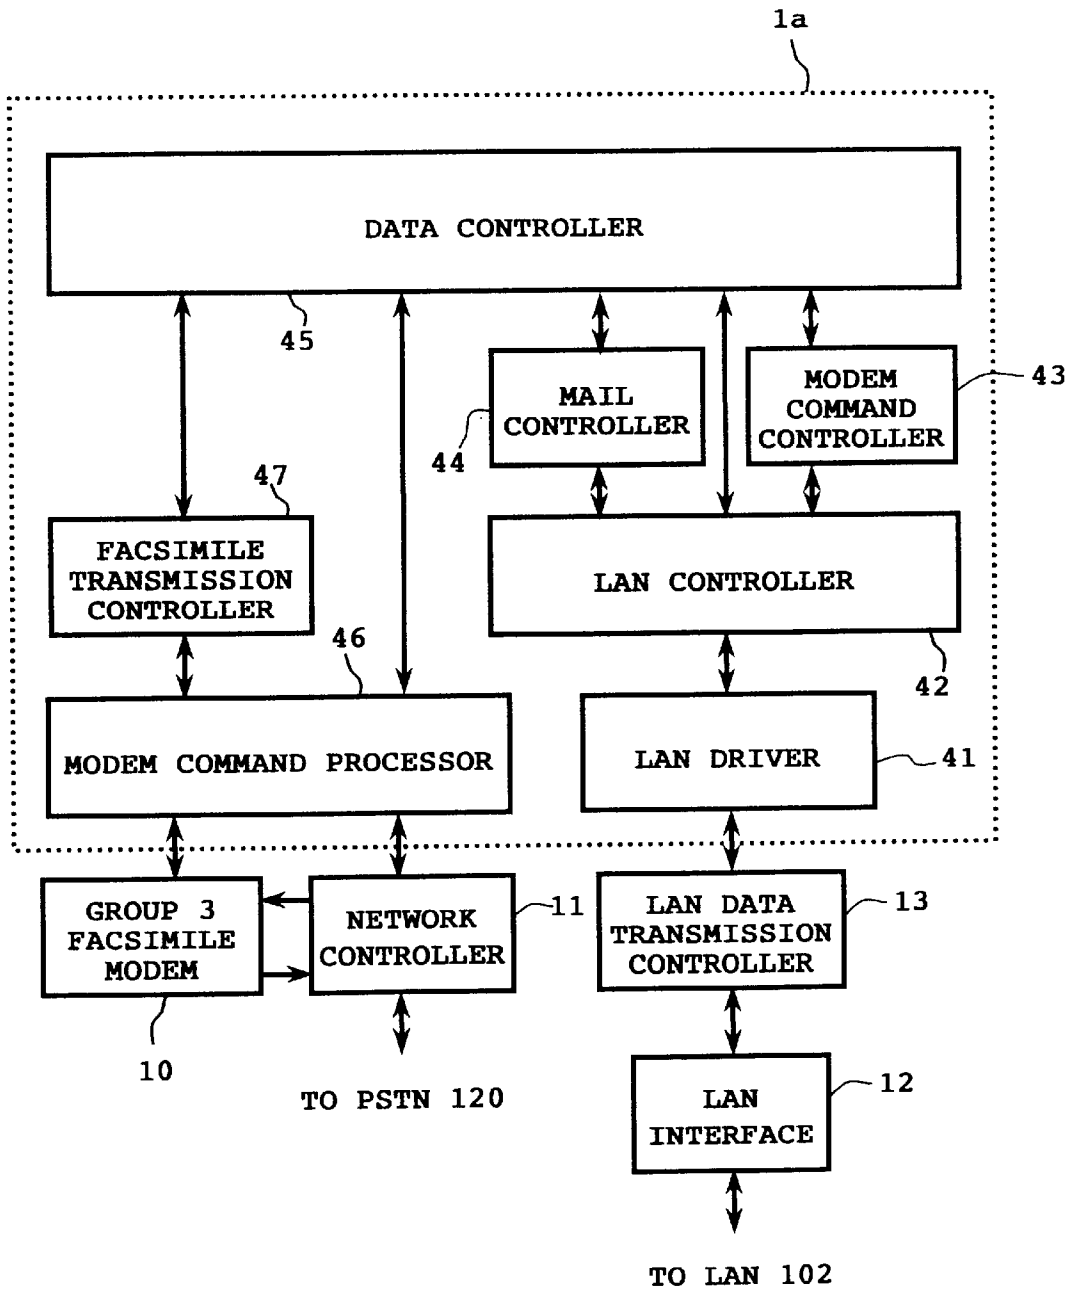 1a
DATA CONTROLLER
45
MAIL
CONTROLLER
44
MODEM
COMMAND
CONTROLLER
43
47
FACSIMILE
TRANSMISSION
CONTROLLER
LAN CONTROLLER
42
46
MODEM COMMAND PROCESSOR
LAN DRIVER
41
GROUP 3
FACSIMILE
MODEM
10
NETWORK
CONTROLLER
11
LAN DATA
TRANSMISSION
CONTROLLER
13
TO PSTN 120
LAN
INTERFACE
12
TO LAN 102